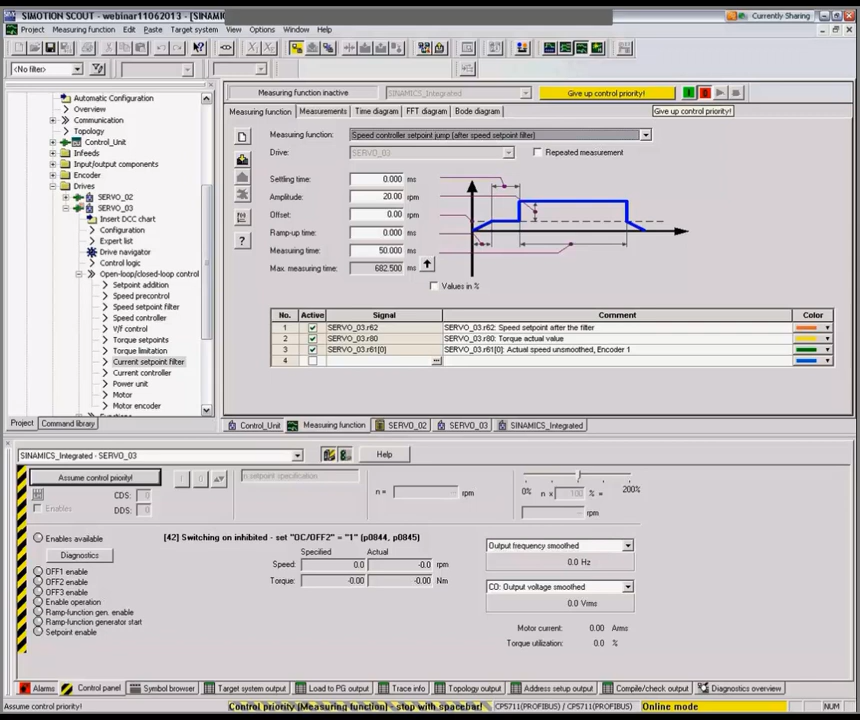 SIMOTION SCOUT - webinar11062013 - [SINAMIC
Currently Sharing
Project Measuring function Edit Paste Target system View Options Window Help
<No filter>
Measuring function inactive SINAMICS_Integrated Give up control priority!
Give up control priority!
Automatic Configuration
Overview
Communication
Topology
Control_Unit
Infeeds
Input/output components
Encoder
Drives
SERVO_02
SERVO_03
Insert DCC chart
Configuration
Expert list
Drive navigator
Control logic
Open-loop/closed-loop control
Setpoint addition
Speed precontrol
Speed setpoint filter
Speed controller
V/f control
Torque setpoints
Torque limitation
Current setpoint filter
Current controller
Power unit
Motor
Motor encoder
Project Command library
Measuring function Measurements Time diagram FFT diagram Bode diagram
Measuring function: Speed controller setpoint jump (after speed setpoint filter)
Drive: SERVO_03 Repeated measurement
Settling time: 0.000 ms
Amplitude: 20.00 rpm
Offset: 0.00 rpm
Ramp-up time: 0.000 ms
Measuring time: 50.000 ms
Max. measuring time: 682.500 ms
Values in %
No. Active Signal Comment Color
1 SERVO_03.r62 SERVO_03.r62: Speed setpoint after the filter
2 SERVO_03.r80 SERVO_03.r80: Torque actual value
3 SERVO_03.r61[0] SERVO_03.r61[0]: Actual speed unsmoothed, Encoder 1
4
Control_Unit Measuring function SERVO_02 SERVO_03 SINAMICS_Integrated
SINAMICS_Integrated - SERVO_03 Help
Assume control priority! I 0 n setpoint specification
CDS: 0
Enables DDS: 0
n = rpm
0% n x 100 % = 200%
rpm
Enables available [42] Switching on inhibited - set "OC/OFF2" = "1" (p0844, p0845)
Diagnostics
Specified Actual
Speed: 0.0 -0.0 rpm
Torque: -0.00 -0.00 Nm
Output frequency smoothed
0.0 Hz
CO: Output voltage smoothed
0.0 Vrms
Motor current: 0.00 Arms
Torque utilization: 0.0 %
OFF1 enable
OFF2 enable
OFF3 enable
Enable operation
Ramp-function gen. enable
Ramp-function generator start
Setpoint enable
Alarms Control panel Symbol browser Target system output Load to PG output Trace info Topology output Address setup output Compile/check output Diagnostics overview
Assume control priority! Control priority (Measuring function) - stop with spacebar! CP5711(PROFIBUS) / CP5711(PROFIBUS) Online mode NUM